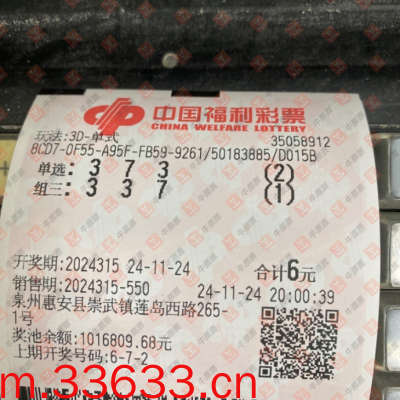 中国福利彩票
CHINA WELFARE LOTTERY
玩法:3D-单式
35058912
8CD7-0F55-A95F-FB59-9261/50183885/D015B
单选: 3 7 3 (2)
组三: 3 3 7 (1)
开奖期:2024315 24-11-24 合计6元
销售期:2024315-550 24-11-24 20:00:39
泉州惠安县崇武镇莲岛西路265-
1号
奖池余额:1016809.68元
上期开奖号码:6-7-2
m.33633.cn